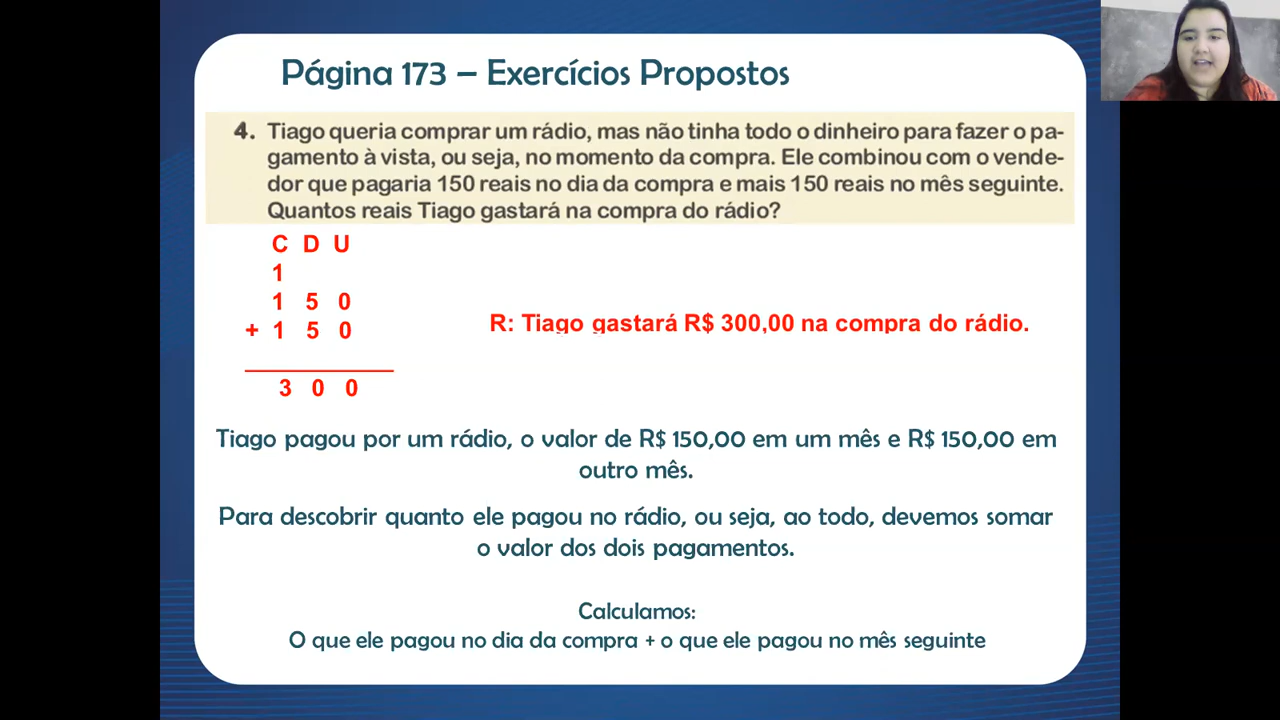 Página 173 – Exercícios Propostos
4. Tiago queria comprar um rádio, mas não tinha todo o dinheiro para fazer o pa-
gamento à vista, ou seja, no momento da compra. Ele combinou com o vende-
dor que pagaria 150 reais no dia da compra e mais 150 reais no mês seguinte.
Quantos reais Tiago gastará na compra do rádio?
C D U
1
1 5 0
+ 1 5 0
3 0 0
R: Tiago gastará R$ 300,00 na compra do rádio.
Tiago pagou por um rádio, o valor de R$ 150,00 em um mês e R$ 150,00 em
outro mês.
Para descobrir quanto ele pagou no rádio, ou seja, ao todo, devemos somar
o valor dos dois pagamentos.
Calculamos:
O que ele pagou no dia da compra + o que ele pagou no mês seguinte